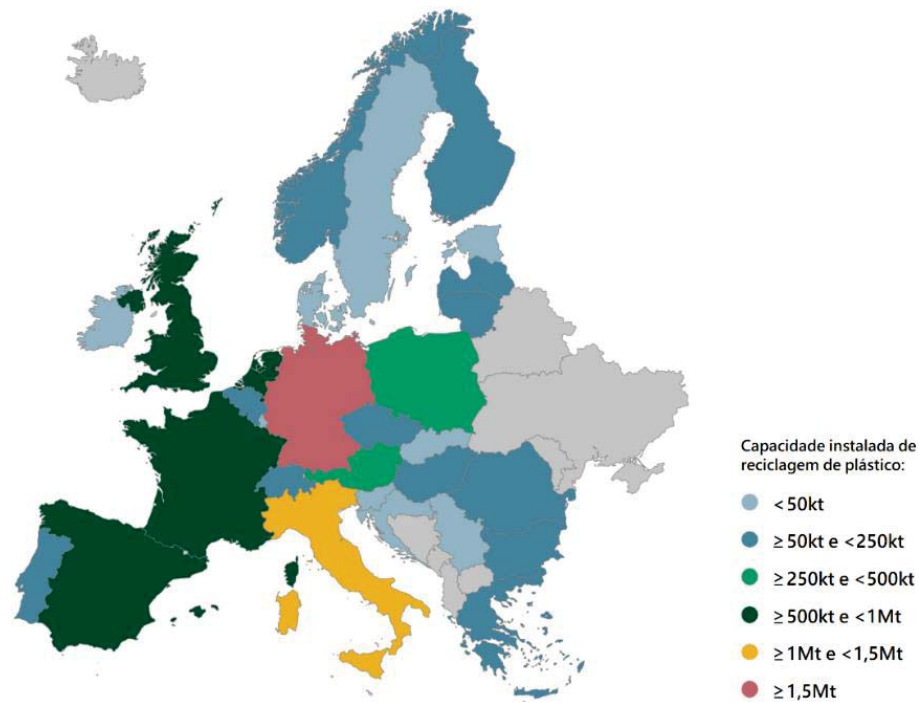 Capacidade instalada de
reciclagem de plástico:
<50kt
≥ 50kt e <250kt
≥ 250kt e <500kt
≥ 500kt e <1Mt
≥ 1Mt e <1,5Mt
≥ 1,5Mt